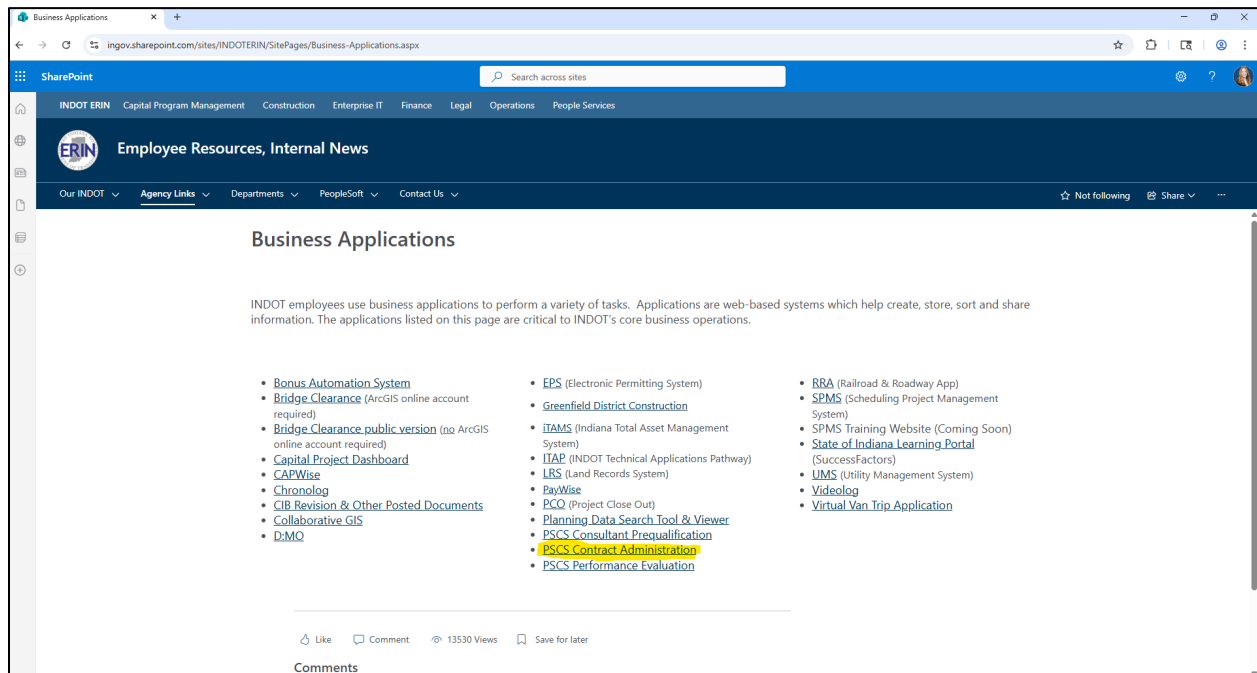 Business Applications
ingov.sharepoint.com/sites/INDOTERIN/SitePages/Business-Applications.aspx
SharePoint
Search across sites
INDOT ERIN Capital Program Management Construction Enterprise IT Finance Legal Operations People Services
ERIN
Employee Resources, Internal News
Our INDOT Agency Links Departments PeopleSoft Contact Us Not following Share
Business Applications
INDOT employees use business applications to perform a variety of tasks. Applications are web-based systems which help create, store, sort and share
information. The applications listed on this page are critical to INDOT's core business operations.
• Bonus Automation System
• Bridge Clearance (ArcGIS online account
required)
• Bridge Clearance public version (no ArcGIS
online account required)
• Capital Project Dashboard
• CAPWise
• Chronolog
• CIB Revision & Other Posted Documents
• Collaborative GIS
• D:MO
• EPS (Electronic Permitting System)
• Greenfield District Construction
• iTAMS (Indiana Total Asset Management
System)
• ITAP (INDOT Technical Applications Pathway)
• LRS (Land Records System)
• PayWise
• PCO (Project Close Out)
• Planning Data Search Tool & Viewer
• PSCS Consultant Prequalification
• PSCS Contract Administration
• PSCS Performance Evaluation
• RRA (Railroad & Roadway App)
• SPMS (Scheduling Project Management
System)
• SPMS Training Website (Coming Soon)
• State of Indiana Learning Portal
(SuccessFactors)
• UMS (Utility Management System)
• Videolog
• Virtual Van Trip Application
Like Comment 13530 Views Save for later
Comments